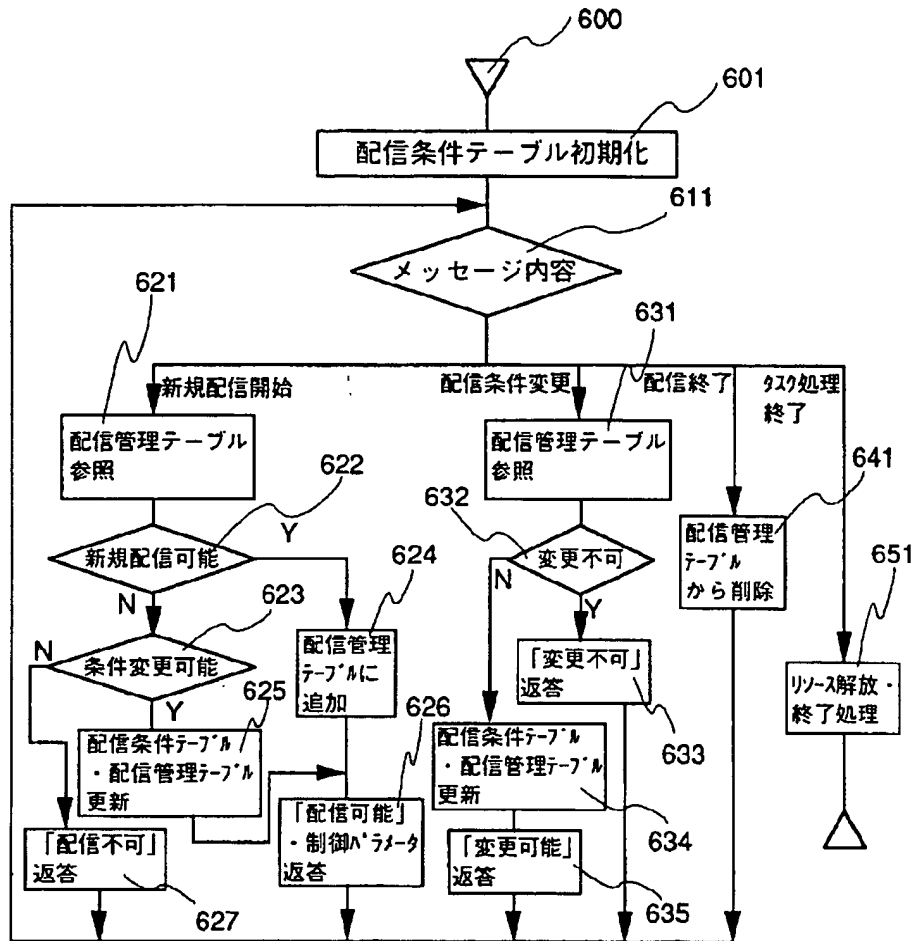 600
601
配信条件テーブル初期化
611
メッセージ内容
621
631
新規配信開始
配信条件変更
配信終了
タスク処理
終了
配信管理テーブル
参照
配信管理テーブル
参照
622
632
641
新規配信可能
Y
変更不可
N
Y
配信管理
テーブル
から削除
651
N
623
624
条件変更可能
N
Y
配信管理
テーブルに
追加
「変更不可」
返答
633
リソース解放・
終了処理
625
626
配信条件テーブル
・配信管理テーブル
更新
配信条件テーブル
・配信管理テーブル
更新
634
「配信不可」
返答
627
「配信可能」
・制御パラメータ
返答
「変更可能」
返答
635